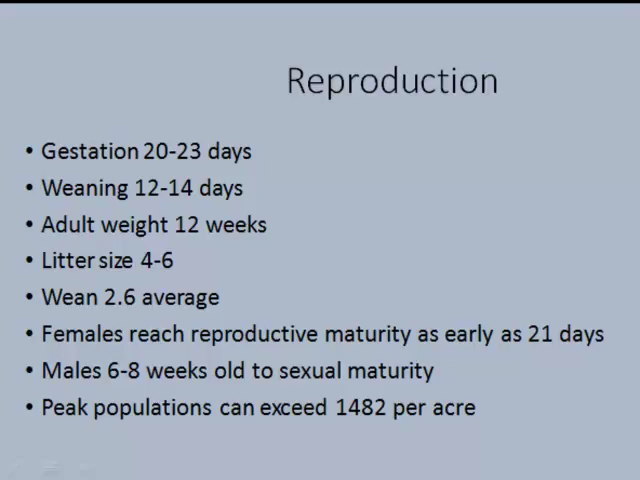 Reproduction
• Gestation 20-23 days
• Weaning 12-14 days
• Adult weight 12 weeks
• Litter size 4-6
• Wean 2.6 average
• Females reach reproductive maturity as early as 21 days
• Males 6-8 weeks old to sexual maturity
• Peak populations can exceed 1482 per acre